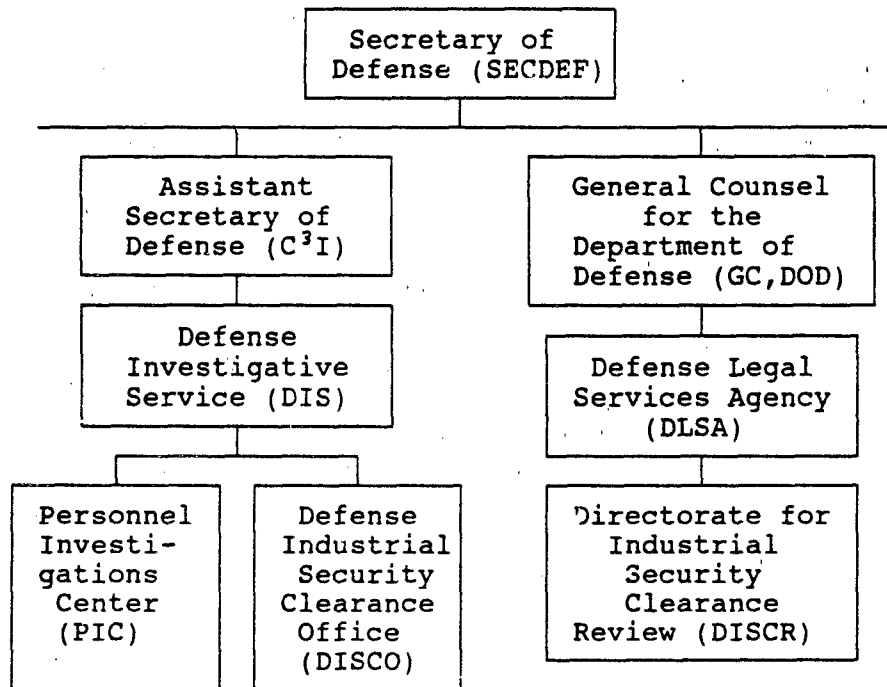 Secretary of
Defense (SECDEF)
Assistant
Secretary of
Defense (C³I)
General Counsel
for the
Department of
Defense (GC,DOD)
Defense
Investigative
Service (DIS)
Defense Legal
Services Agency
(DLSA)
Personnel
Investi-
gations
Center
(PIC)
Defense
Industrial
Security
Clearance
Office
(DISCO)
Directorate for
Industrial
Security
Clearance
Review (DISCR)